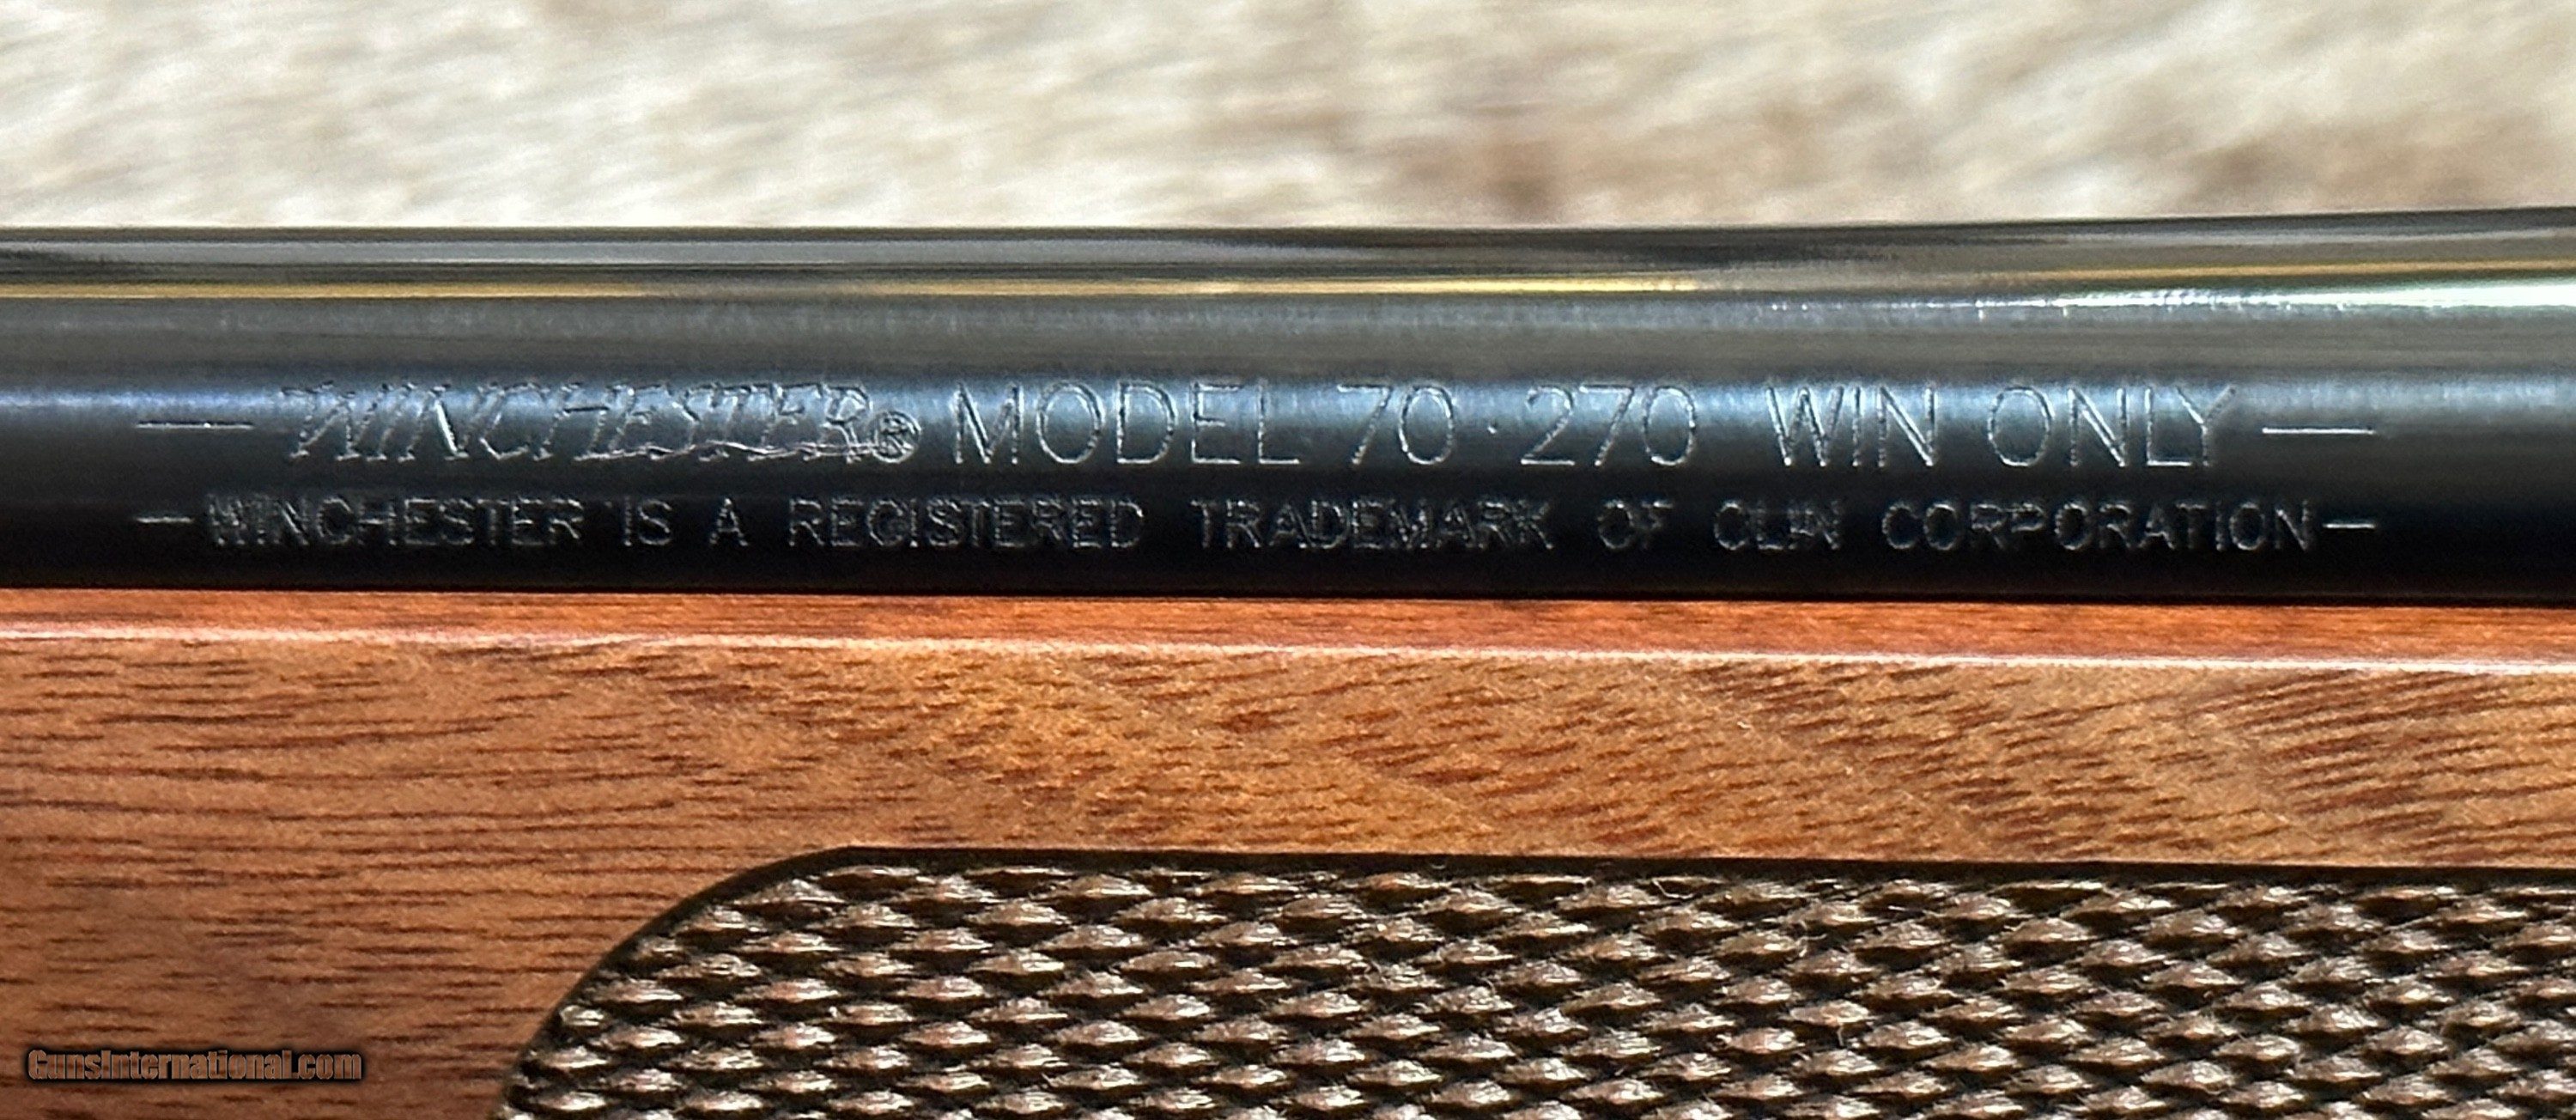 — WINCHESTER® MODEL 70 · 270 WIN ONLY —
— WINCHESTER IS A REGISTERED TRADEMARK OF OLIN CORPORATION —
GunsInternational.com